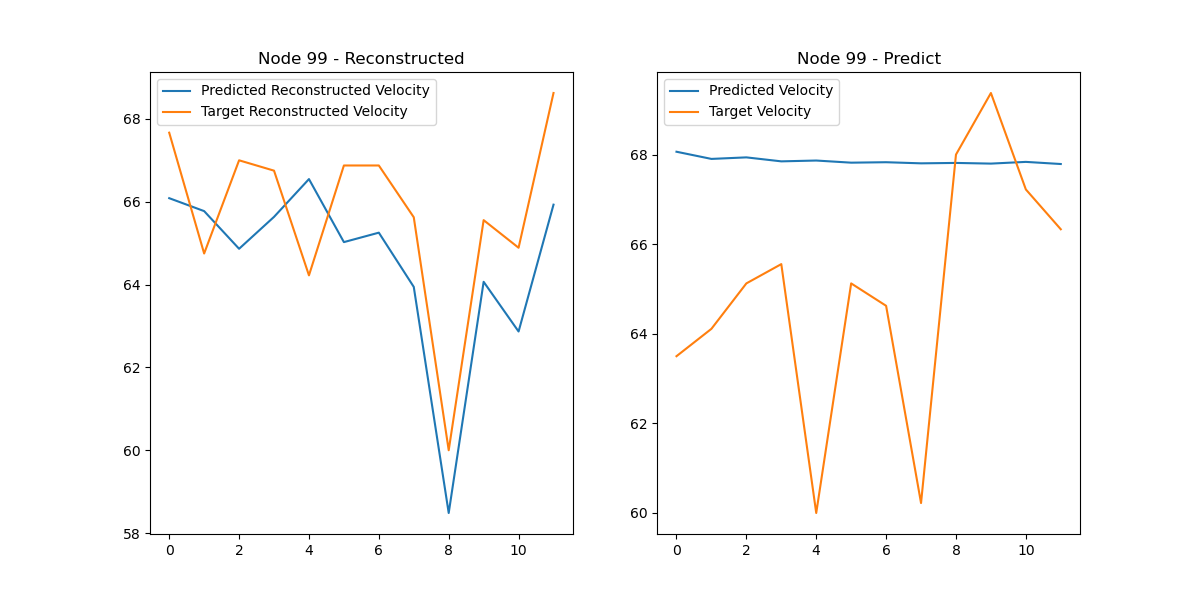 Node 99 - Reconstructed
Predicted Reconstructed Velocity
Target Reconstructed Velocity
68
66
64
62
60
58
0 2 4 6 8 10
Node 99 - Predict
Predicted Velocity
Target Velocity
68
66
64
62
60
0 2 4 6 8 10